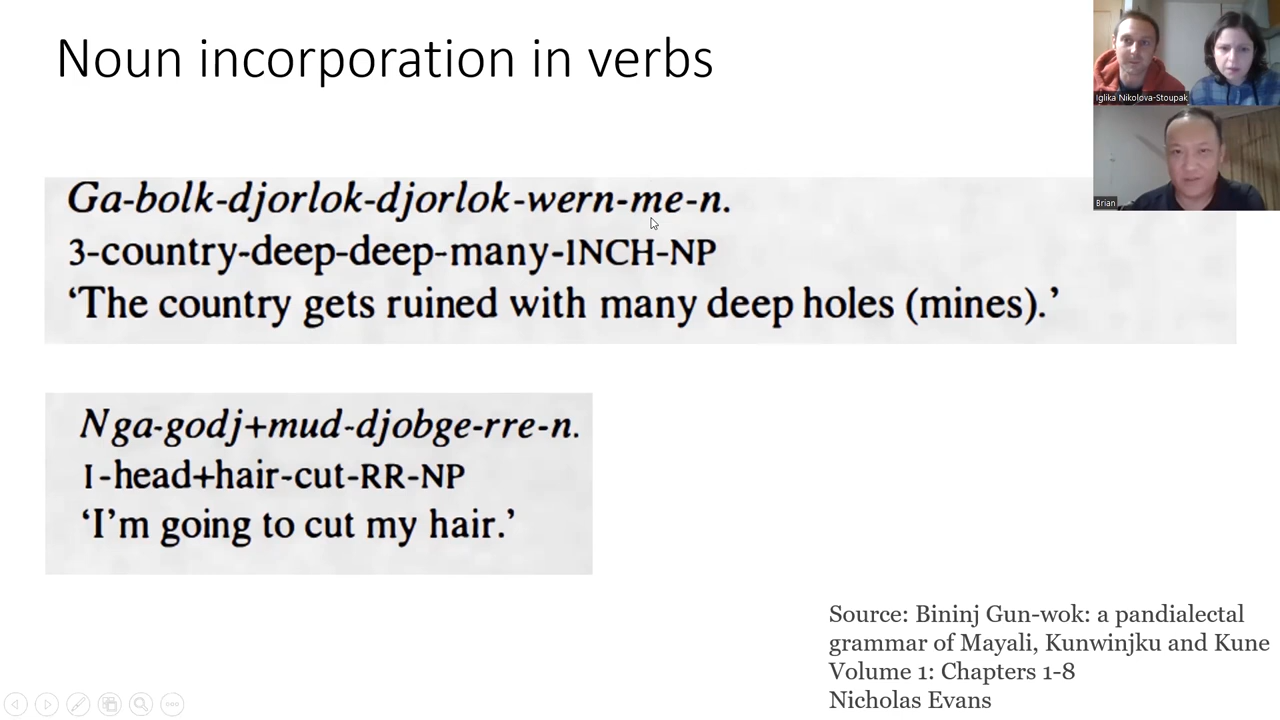 Noun incorporation in verbs
Iglika Nikolova-Stoupak
Brian
Ga-bolk-djorlok-djorlok-wern-me-n.
3-country-deep-deep-many-INCH-NP
‘The country gets ruined with many deep holes (mines).’
Nga-godj+mud-djobge-rre-n.
1-head+hair-cut-RR-NP
‘I’m going to cut my hair.’
Source: Bininj Gun-wok: a pandialectal
grammar of Mayali, Kunwinjku and Kune
Volume 1: Chapters 1-8
Nicholas Evans